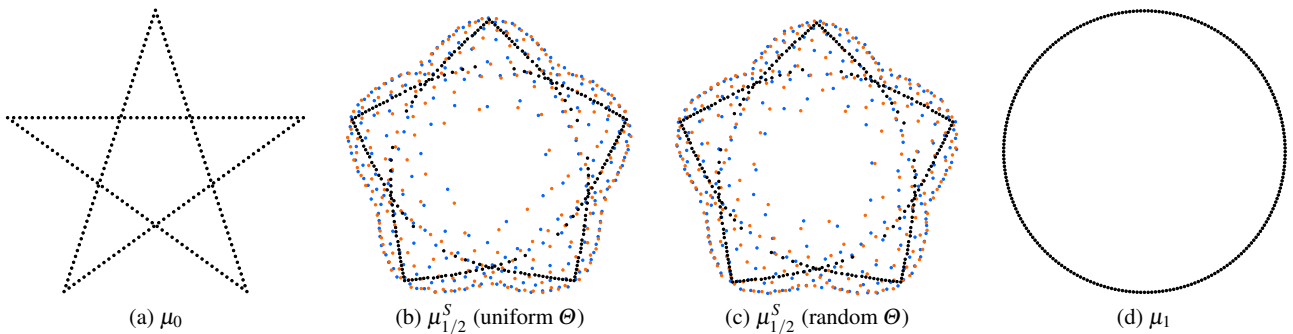 (a) μ₀
(b) μ^S_{1/2} (uniform Θ)
(c) μ^S_{1/2} (random Θ)
(d) μ₁